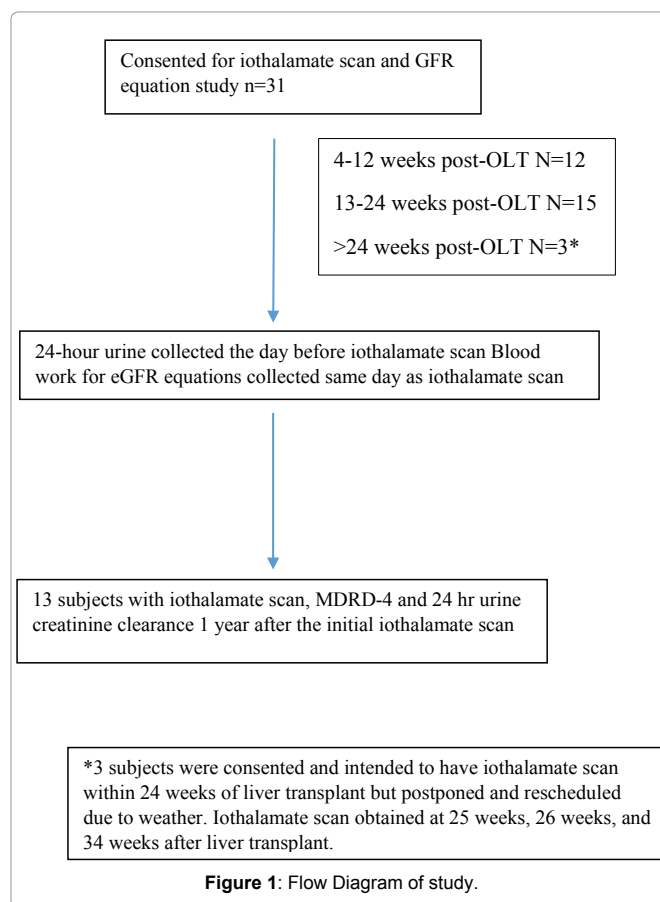 Consented for iothalamate scan and GFR
equation study n=31
4-12 weeks post-OLT N=12
13-24 weeks post-OLT N=15
>24 weeks post-OLT N=3*
24-hour urine collected the day before iothalamate scan Blood
work for eGFR equations collected same day as iothalamate scan
13 subjects with iothalamate scan, MDRD-4 and 24 hr urine
creatinine clearance 1 year after the initial iothalamate scan
*3 subjects were consented and intended to have iothalamate scan
within 24 weeks of liver transplant but postponed and rescheduled
due to weather. Iothalamate scan obtained at 25 weeks, 26 weeks, and
34 weeks after liver transplant.
Figure 1: Flow Diagram of study.